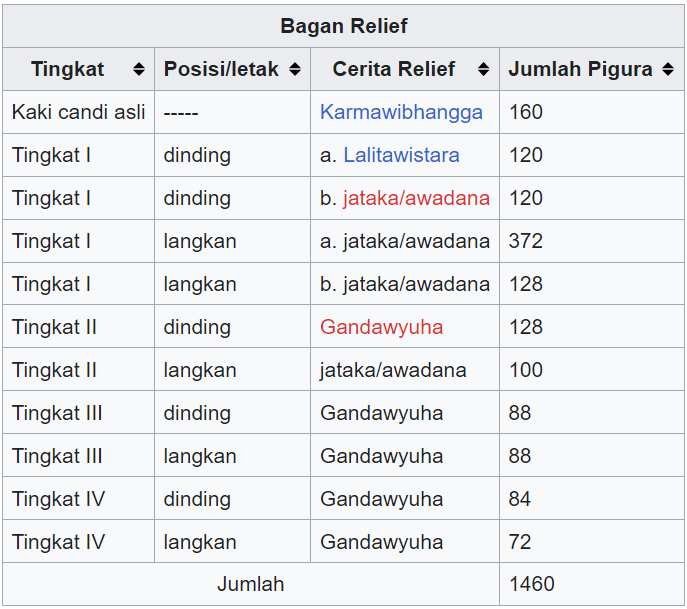 Bagan Relief
Tingkat Posisi/letak Cerita Relief Jumlah Pigura
Kaki candi asli ----- Karmawibhangga 160
Tingkat I dinding a. Lalitawistara 120
Tingkat I dinding b. jataka/awadana 120
Tingkat I langkan a. jataka/awadana 372
Tingkat I langkan b. jataka/awadana 128
Tingkat II dinding Gandawyuha 128
Tingkat II langkan jataka/awadana 100
Tingkat III dinding Gandawyuha 88
Tingkat III langkan Gandawyuha 88
Tingkat IV dinding Gandawyuha 84
Tingkat IV langkan Gandawyuha 72
Jumlah 1460